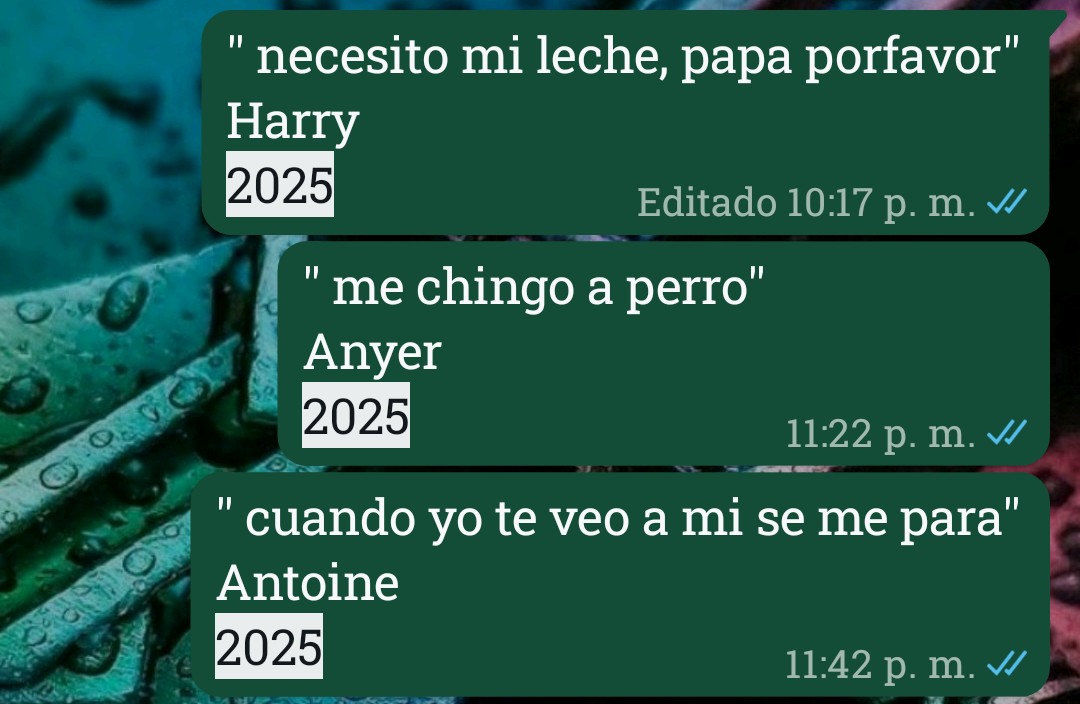 " necesito mi leche, papa porfavor"
Harry
2025
Editado 10:17 p. m.
" me chingo a perro"
Anyer
2025
11:22 p. m.
" cuando yo te veo a mi se me para"
Antoine
2025
11:42 p. m.